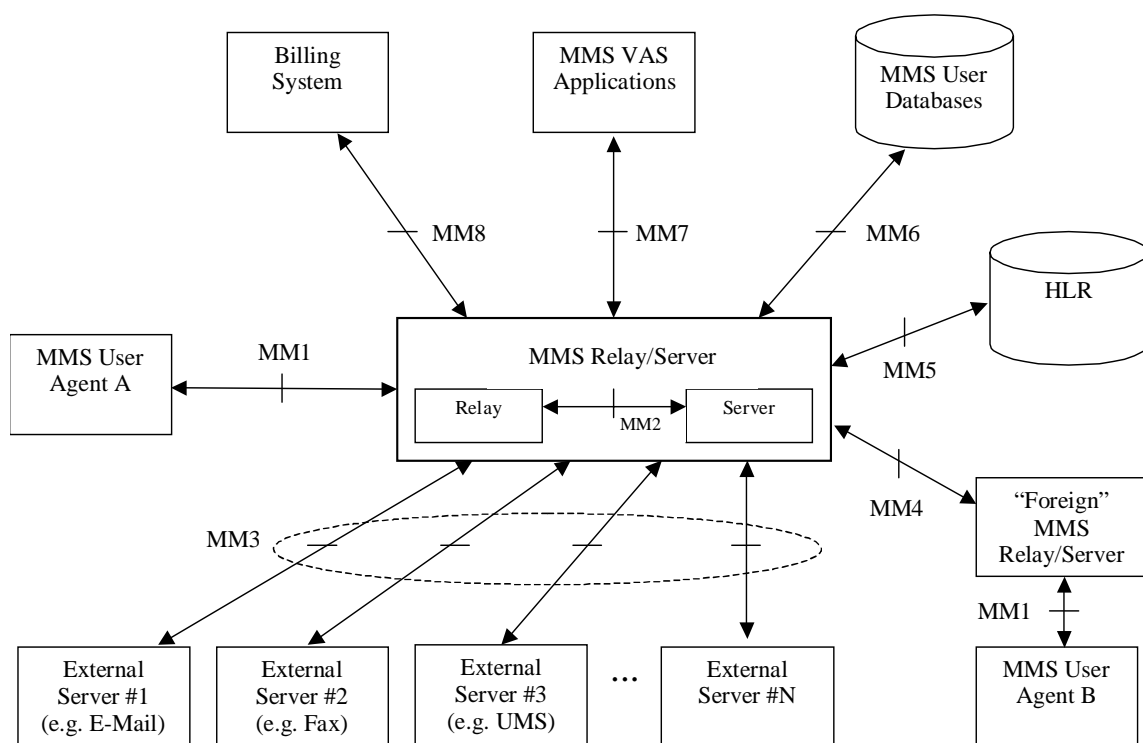 Billing
System
MMS VAS
Applications
MMS User
Databases
MM8
MM7
MM6
HLR
MMS User
Agent A
MM1
MMS Relay/Server
MM5
Relay
MM2
Server
MM4
“Foreign”
MMS
Relay/Server
MM3
MM1
External
Server #1
(e.g. E-Mail)
External
Server #2
(e.g. Fax)
External
Server #3
(e.g. UMS)
...
External
Server #N
MMS User
Agent B